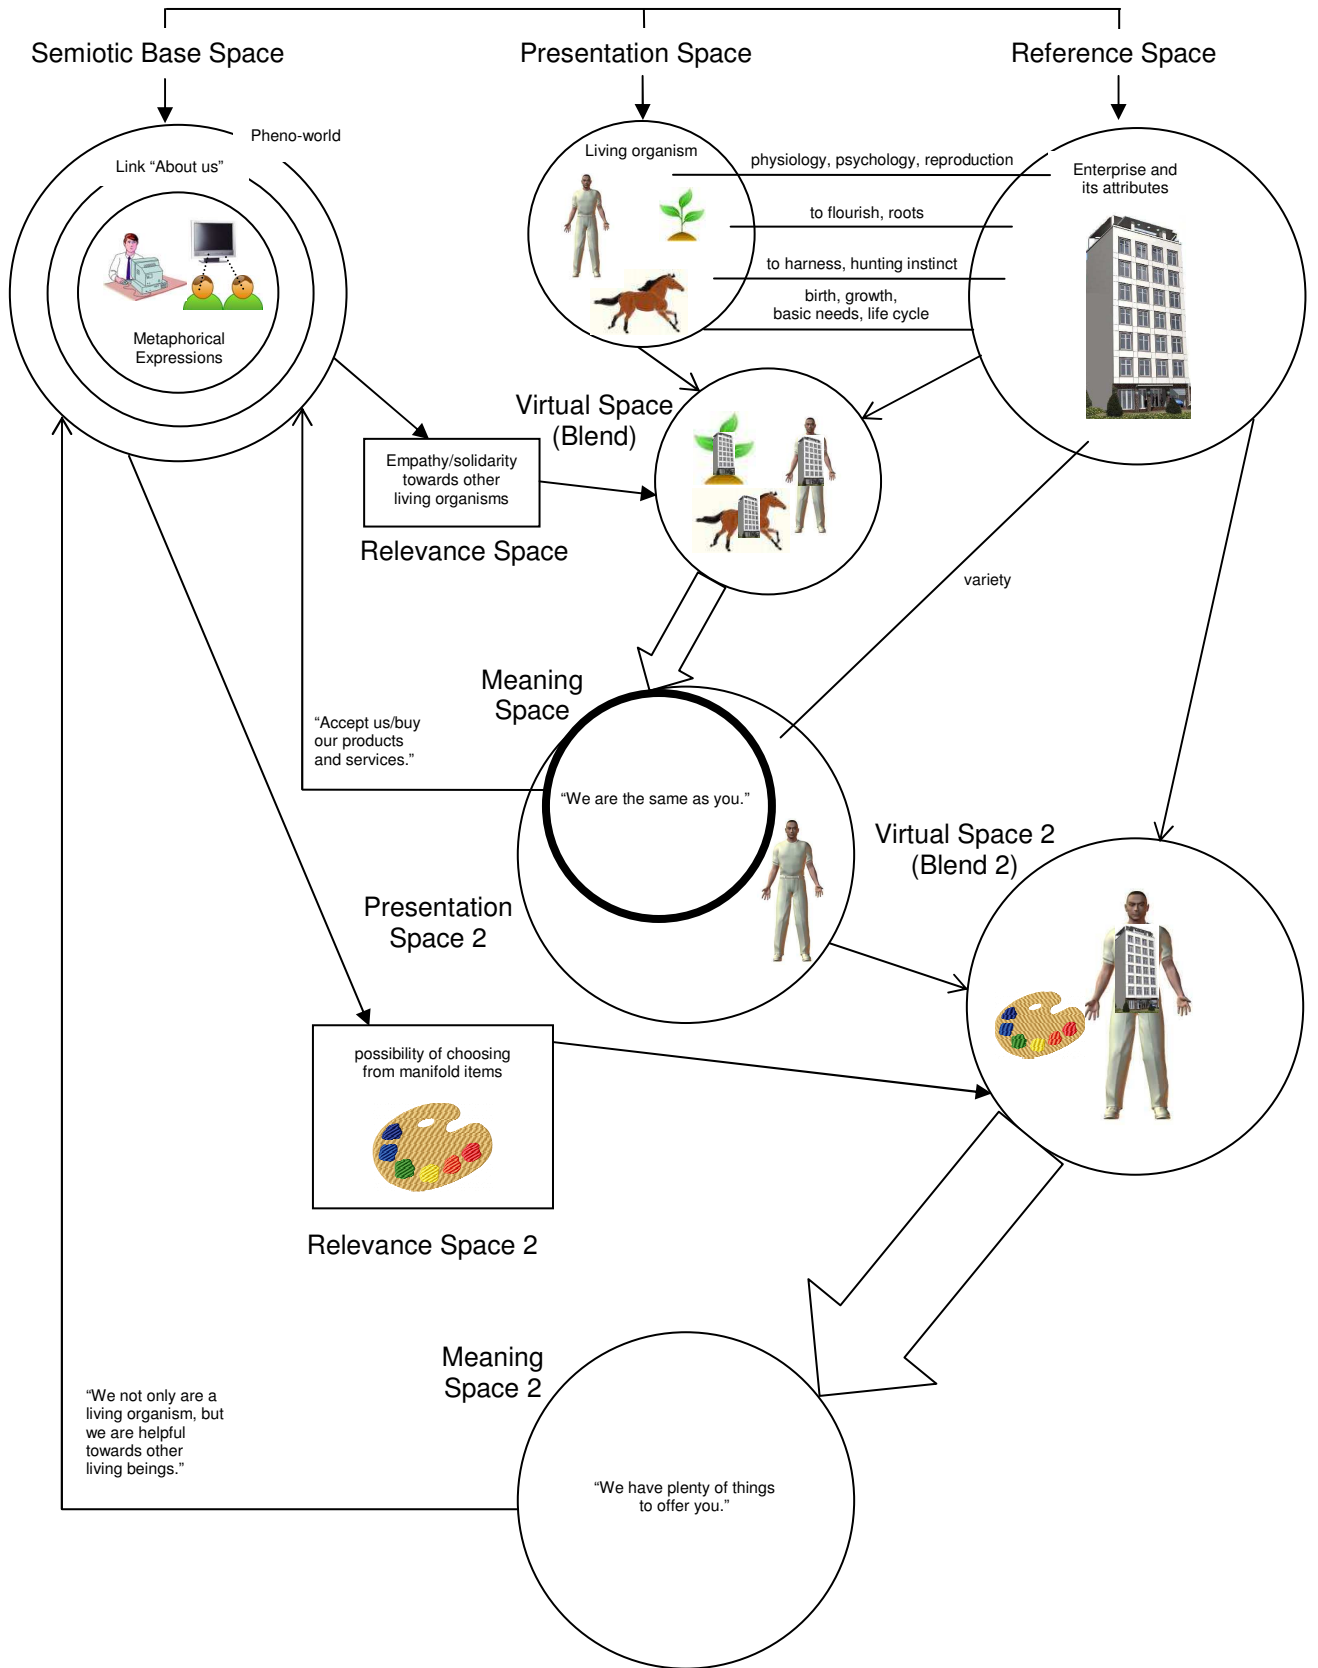 Semiotic Base Space
Presentation Space
Reference Space
Pheno-world
Link “About us”
Metaphorical
Expressions
Living organism
physiology, psychology, reproduction
to flourish, roots
to harness, hunting instinct
birth, growth,
basic needs, life cycle
Enterprise and
its attributes
Virtual Space
(Blend)
Empathy/solidarity
towards other
living organisms
Relevance Space
variety
Meaning
Space
“Accept us/buy
our products
and services.”
“We are the same as you.”
Virtual Space 2
(Blend 2)
Presentation
Space 2
possibility of choosing
from manifold items
Relevance Space 2
Meaning
Space 2
“We not only are a
living organism, but
we are helpful
towards other
living beings.”
“We have plenty of things
to offer you.”